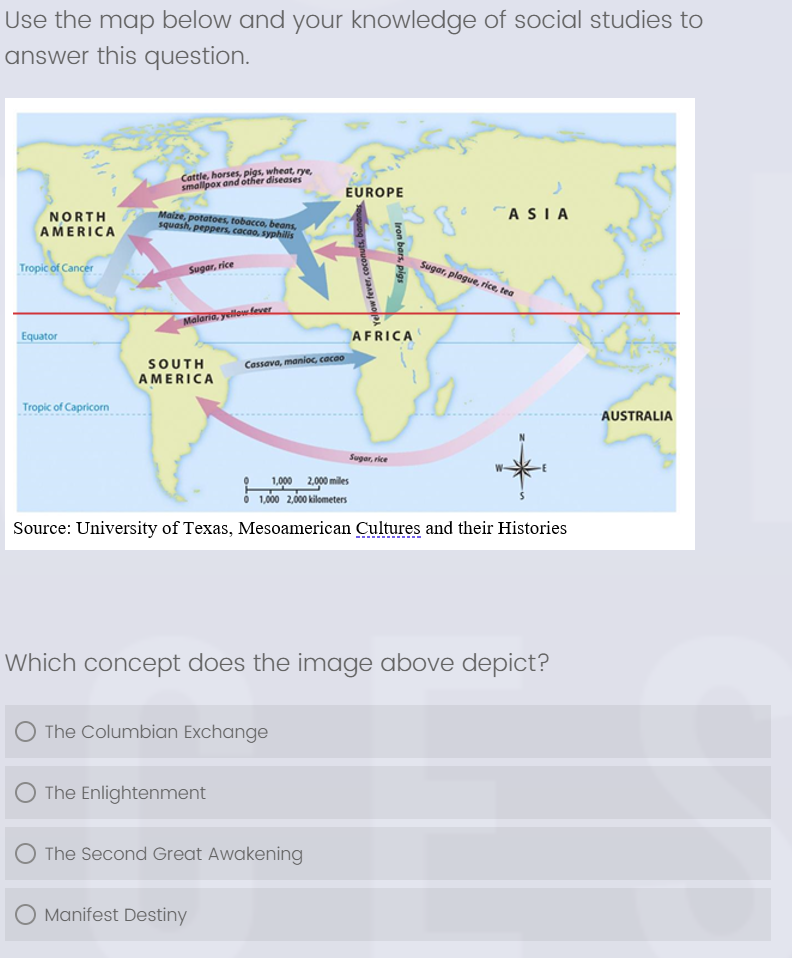 Use the map below and your knowledge of social studies to
answer this question.
Cattle, horses, pigs, wheat, rye,
smallpox and other diseases
EUROPE
NORTH
AMERICA
Maize, potatoes, tobacco, beans,
squash, peppers, cacao, syphilis
ASIA
Yellow fever, coconuts, bananas
Iron bars, pigs
Tropic of Cancer
Sugar, rice
Sugar, plague, rice, tea
Malaria, yellow fever
Equator
AFRICA
SOUTH
AMERICA
Cassava, manioc, cacao
Tropic of Capricorn
AUSTRALIA
Sugar, rice
N
W
E
S
0 1,000 2,000 miles
0 1,000 2,000 kilometers
Source: University of Texas, Mesoamerican Cultures and their Histories
Which concept does the image above depict?
The Columbian Exchange
The Enlightenment
The Second Great Awakening
Manifest Destiny